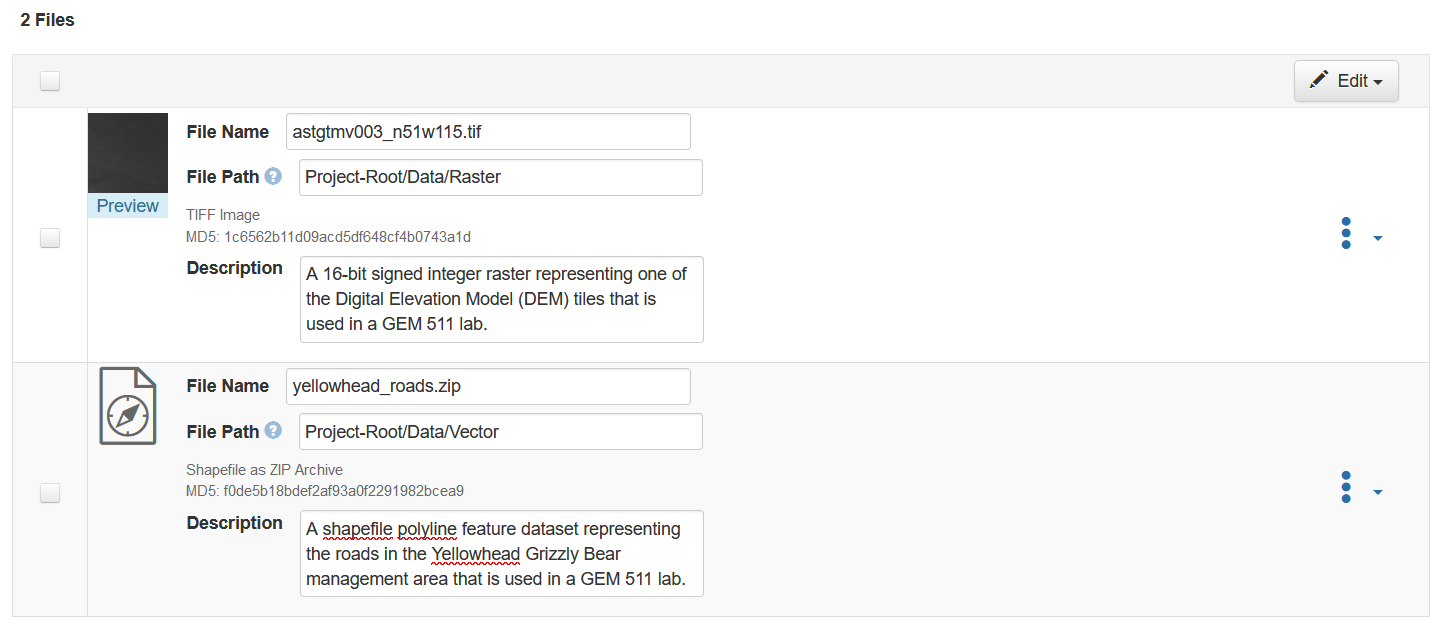 2 Files
Edit
File Name astgtmv003_n51w115.tif
File Path ? Project-Root/Data/Raster
Preview
TIFF Image
MD5: 1c6562b11d09acd5df648cf4b0743a1d
Description A 16-bit signed integer raster representing one of
the Digital Elevation Model (DEM) tiles that is
used in a GEM 511 lab.
File Name yellowhead_roads.zip
File Path ? Project-Root/Data/Vector
Shapefile as ZIP Archive
MD5: f0de5b18bdef2af93a0f2291982bcea9
Description A shapefile polyline feature dataset representing
the roads in the Yellowhead Grizzly Bear
management area that is used in a GEM 511 lab.